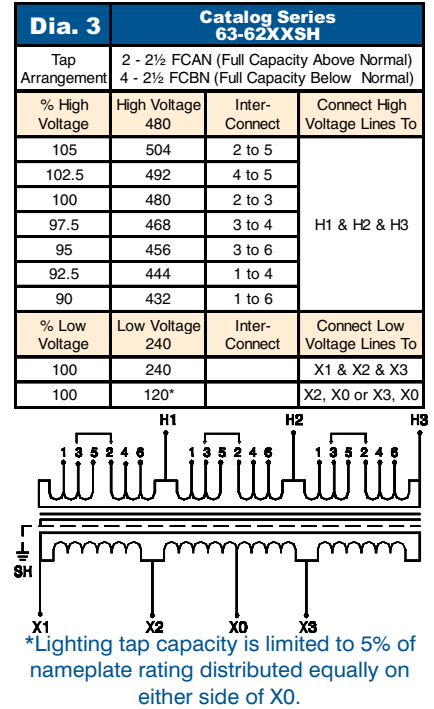 Dia. 3
Catalog Series
63-62XXSH
Tap
Arrangement
2 - 2½ FCAN (Full Capacity Above Normal)
4 - 2½ FCBN (Full Capacity Below Normal)
% High
Voltage
High Voltage
480
Inter-
Connect
Connect High
Voltage Lines To
105 504 2 to 5
102.5 492 4 to 5
100 480 2 to 3
97.5 468 3 to 4
H1 & H2 & H3
95 456 3 to 6
92.5 444 1 to 4
90 432 1 to 6
% Low
Voltage
Low Voltage
240
Inter-
Connect
Connect Low
Voltage Lines To
100 240 X1 & X2 & X3
100 120* X2, X0 or X3, X0
H1 H2 H3
1 3 5 2 4 6 1 3 5 2 4 6 1 3 5 2 4 6
SH
X1 X2 X0 X3
*Lighting tap capacity is limited to 5% of
nameplate rating distributed equally on
either side of X0.